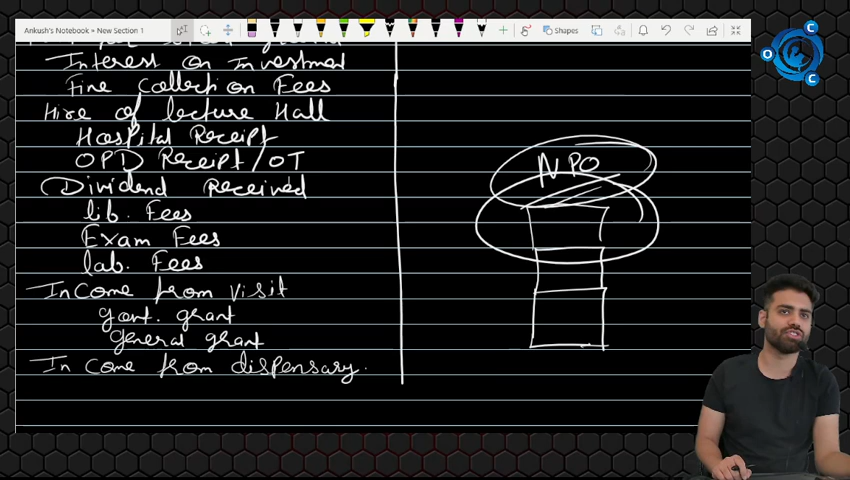 Ankush's Notebook > New Section 1
Shapes
O C C
Interest on Investment
Fine Collection Fees
Hire of lecture Hall
Hospital Receipt
OPD Receipt/OT
Dividend Received
lib. Fees
Exam Fees
lab. Fees
Income from visit
govt. grant
general grant
In come from dispensary.
NPO